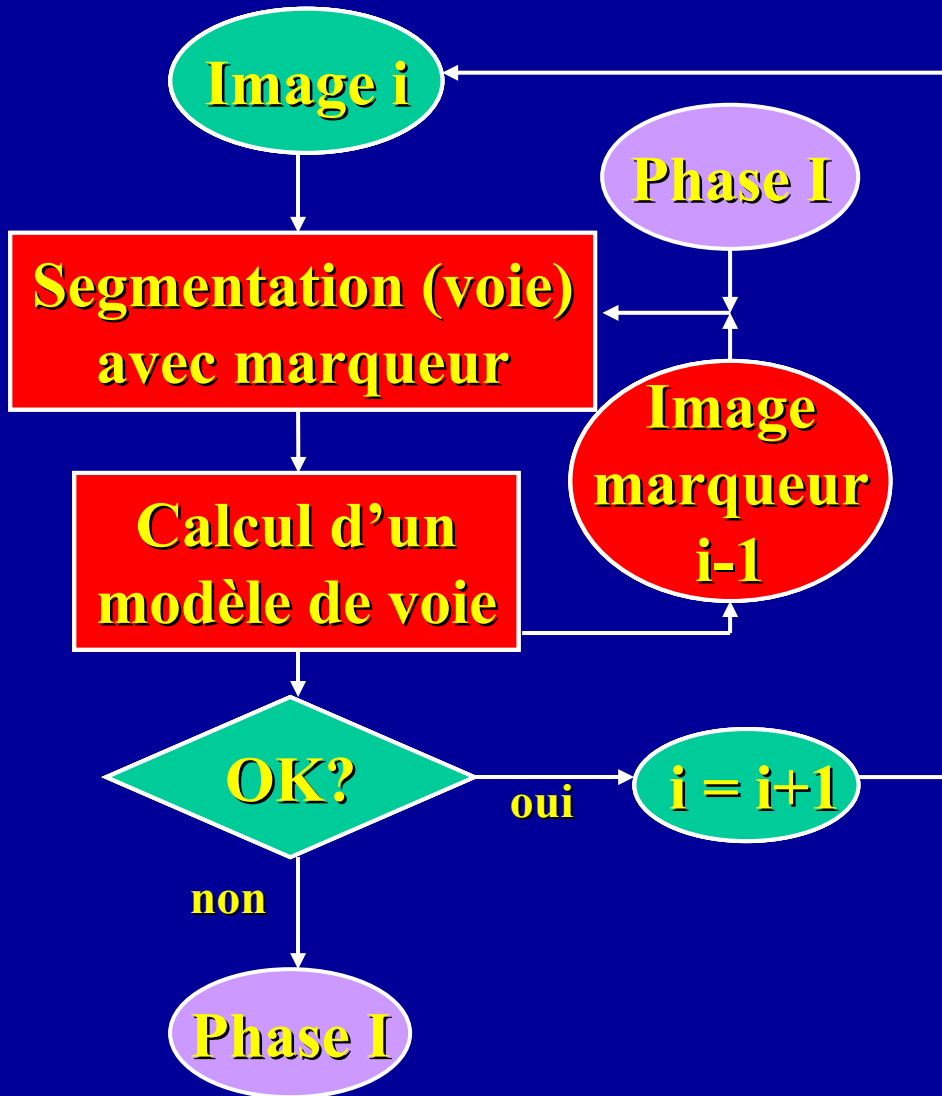 Image i
Phase I
Segmentation (voie)
avec marqueur
Image
marqueur
i-1
Calcul d’un
modèle de voie
OK?
oui
i = i+1
non
Phase I